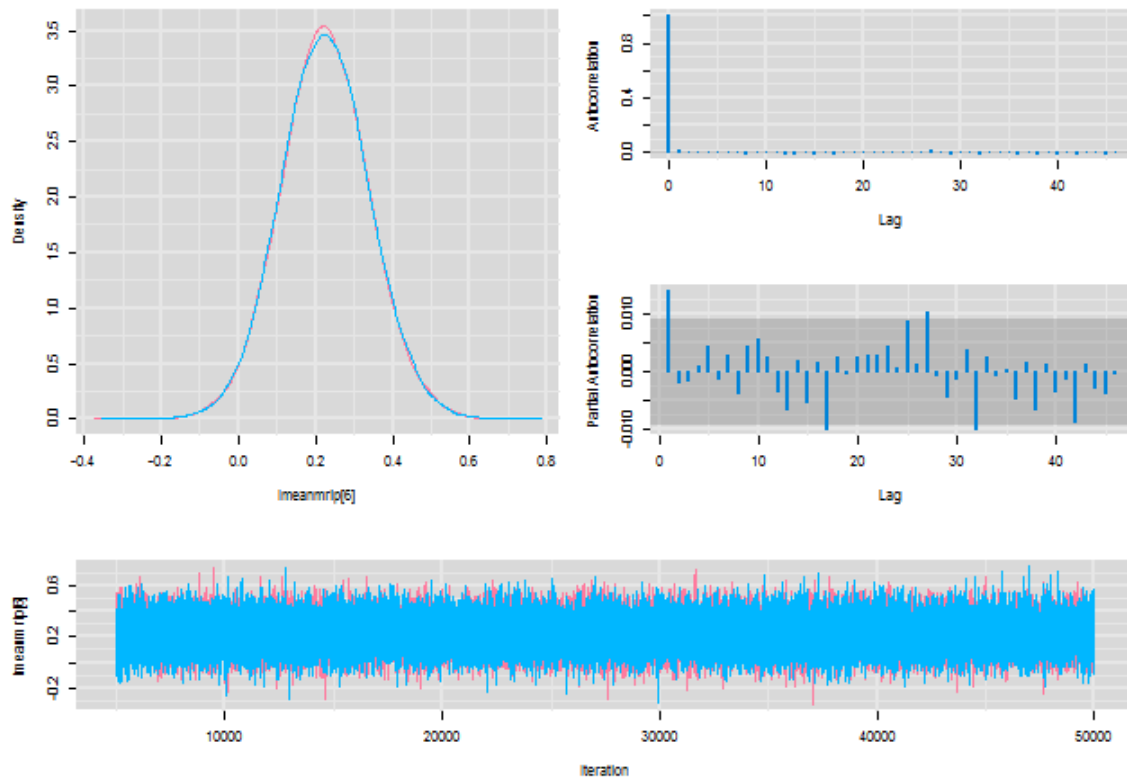 Density
0.0 0.5 1.0 1.5 2.0 2.5 3.0 3.5
-0.4 -0.2 0.0 0.2 0.4 0.6 0.8
lmeanmrip[6]
Autocorrelation
0.0 0.4 0.8
0 10 20 30 40
Lag
Partial Autocorrelation
-0.010 0.000 0.010
0 10 20 30 40
Lag
lmeanmrip[6]
-0.2 0.2 0.6
10000 20000 30000 40000 50000
Iteration